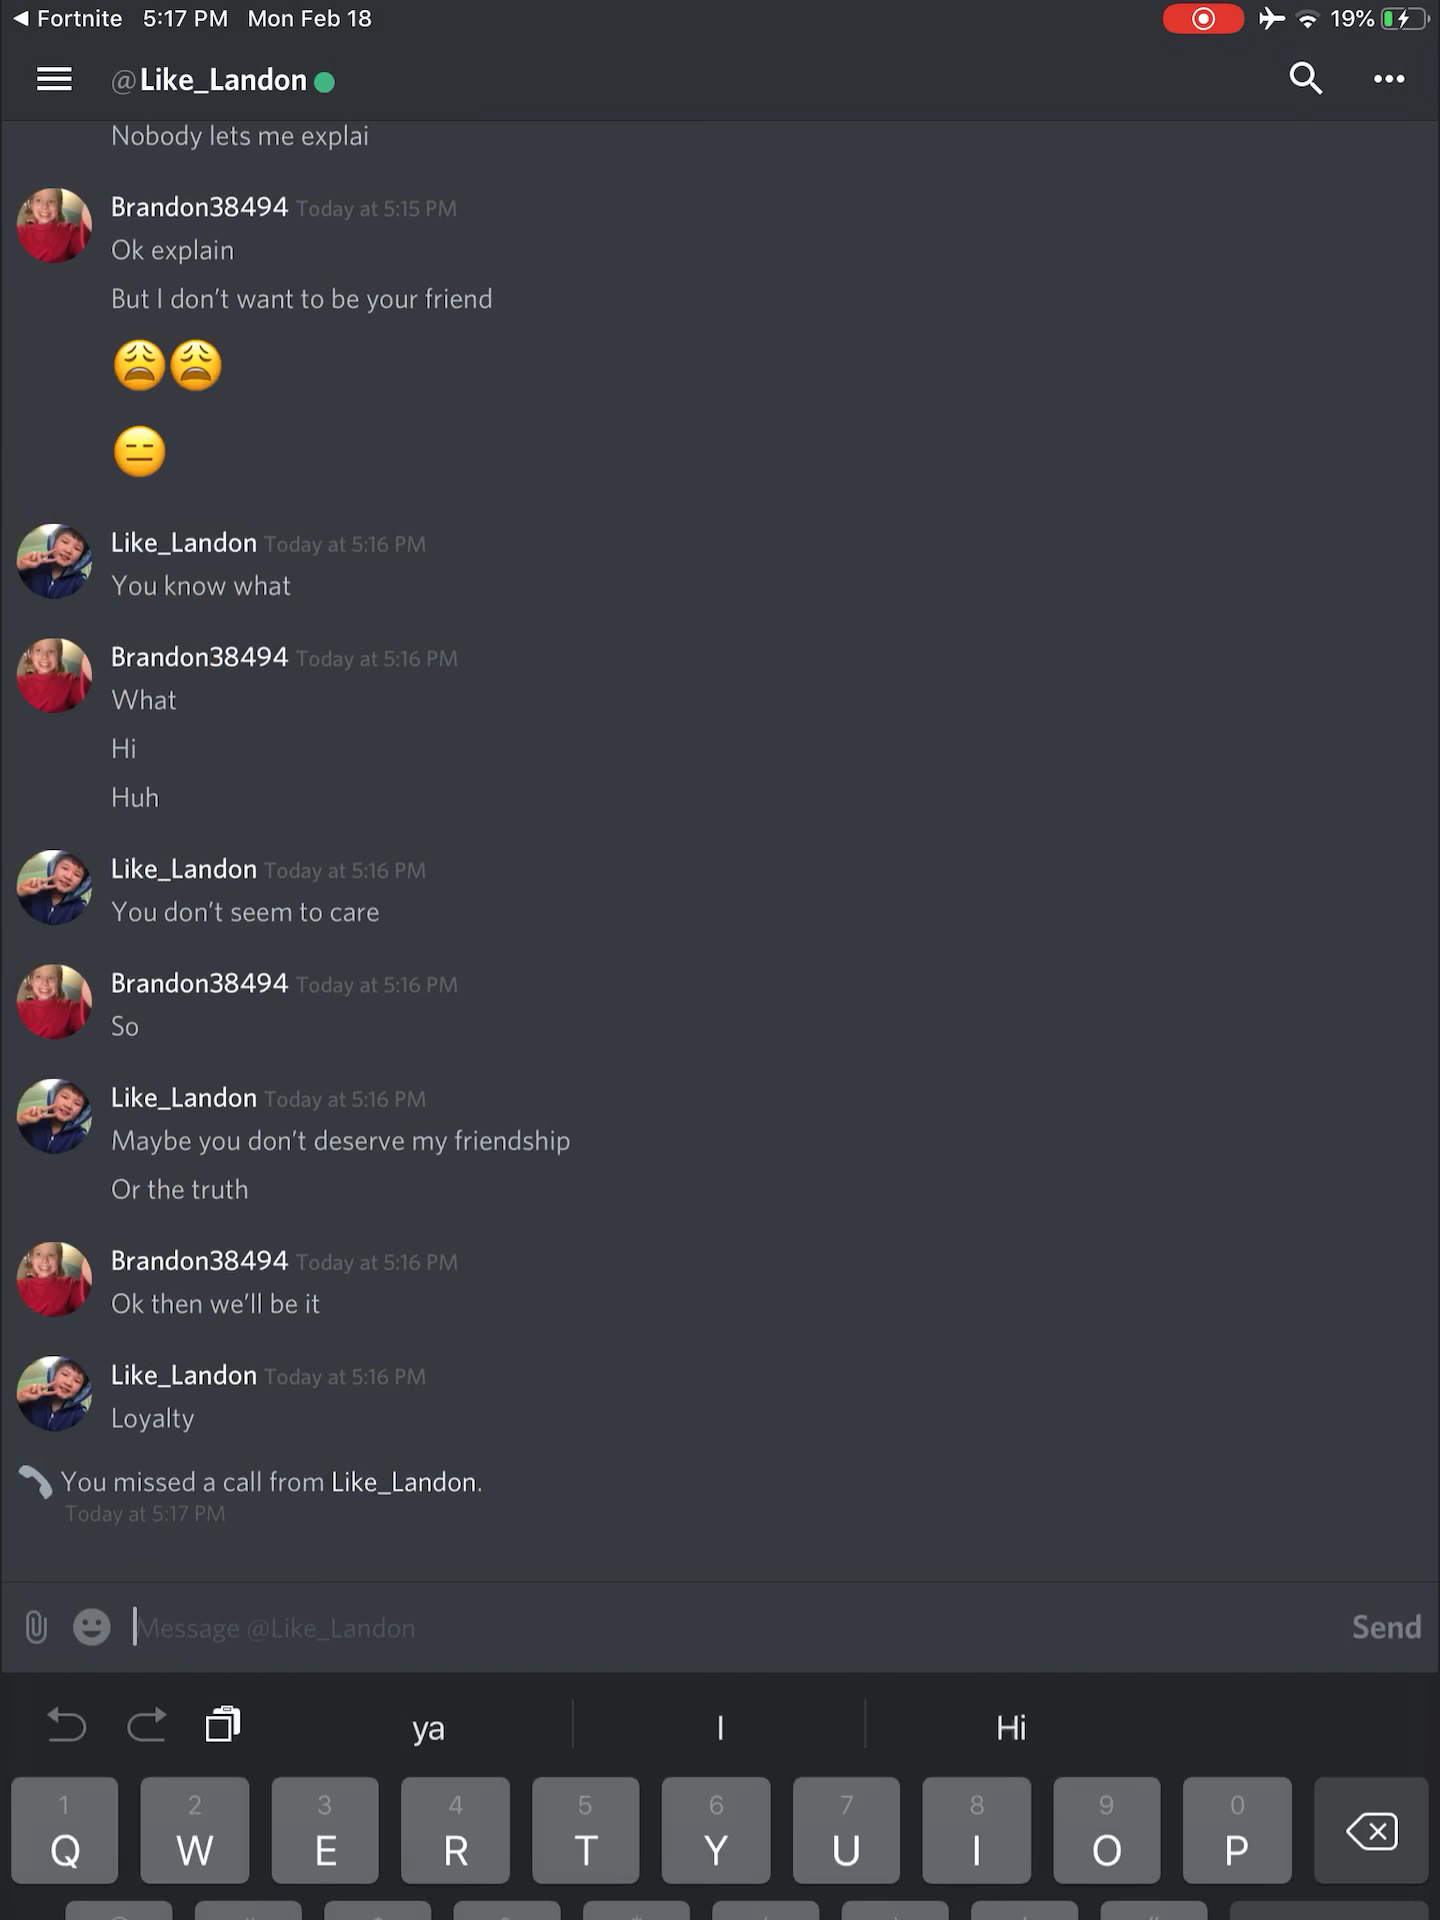 ◀ Fortnite 5:17 PM Mon Feb 18 19%
@Like_Landon
Nobody lets me explai
Brandon38494 Today at 5:15 PM
Ok explain
But I don't want to be your friend
😩😩
😑
Like_Landon Today at 5:16 PM
You know what
Brandon38494 Today at 5:16 PM
What
Hi
Huh
Like_Landon Today at 5:16 PM
You don't seem to care
Brandon38494 Today at 5:16 PM
So
Like_Landon Today at 5:16 PM
Maybe you don't deserve my friendship
Or the truth
Brandon38494 Today at 5:16 PM
Ok then we'll be it
Like_Landon Today at 5:16 PM
Loyalty
You missed a call from Like_Landon.
Today at 5:17 PM
Message @Like_Landon Send
ya I Hi
1 2 3 4 5 6 7 8 9 0
Q W E R T Y U I O P